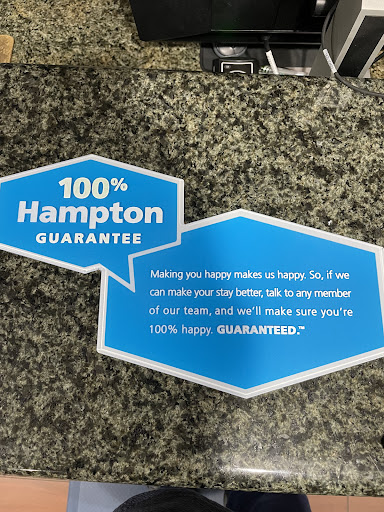 100%
Hampton
GUARANTEE
Making you happy makes us happy. So, if we
can make your stay better, talk to any member
of our team, and we'll make sure you're
100% happy. GUARANTEED.™